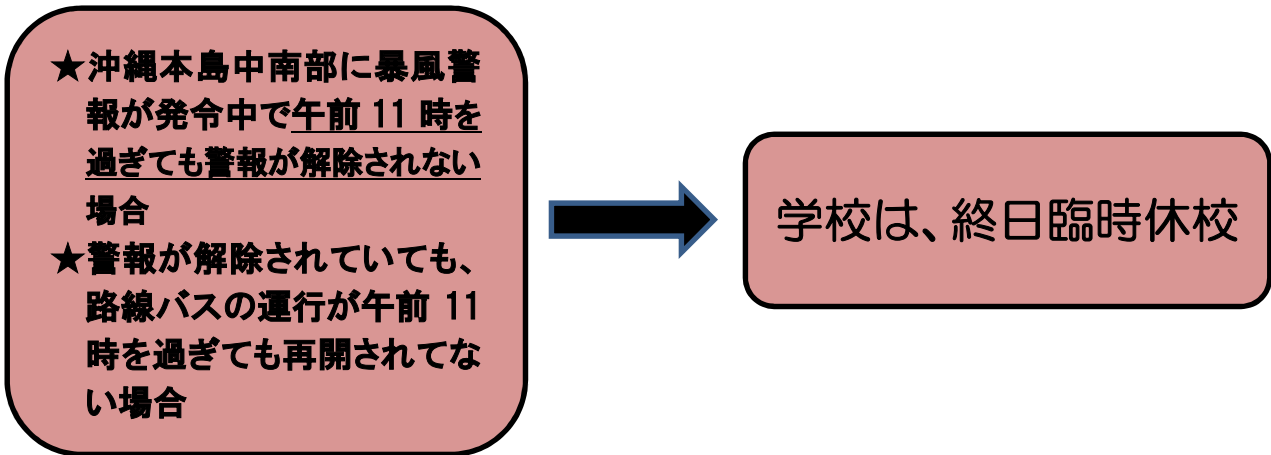 ★沖縄本島中南部に暴風警
報が発令中で午前 11 時を
過ぎても警報が解除されない
場合
★警報が解除されていても、
路線バスの運行が午前 11
時を過ぎても再開されてな
い場合
学校は、終日臨時休校